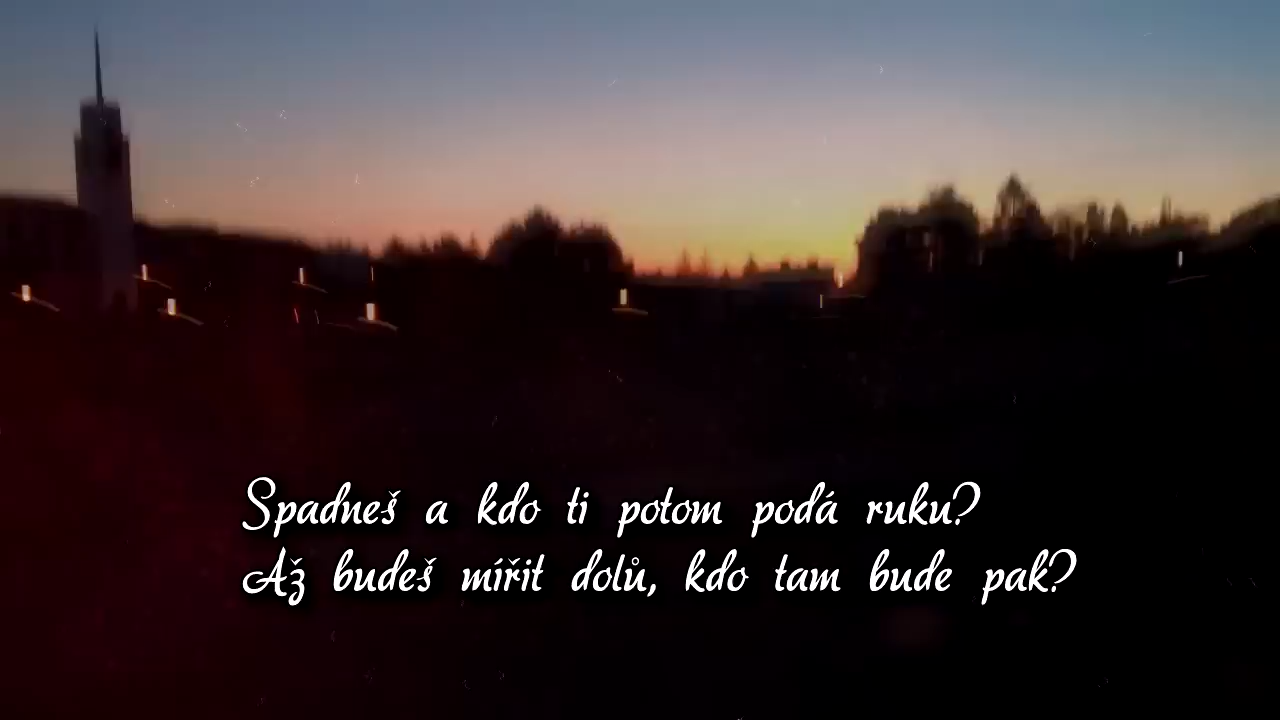 Spadneš a kdo ti potom podá ruku?
Až budeš mířit dolů, kdo tam bude pak?